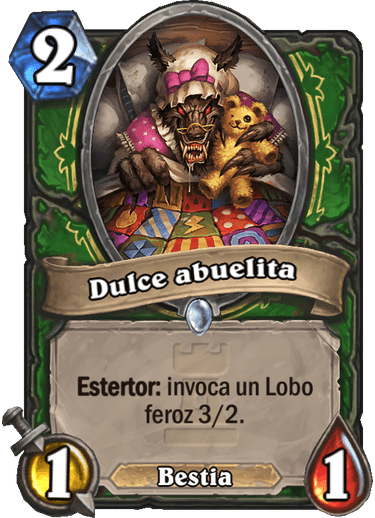 2
Dulce abuelita
Estertor: invoca un Lobo
feroz 3/2.
1
Bestia
1